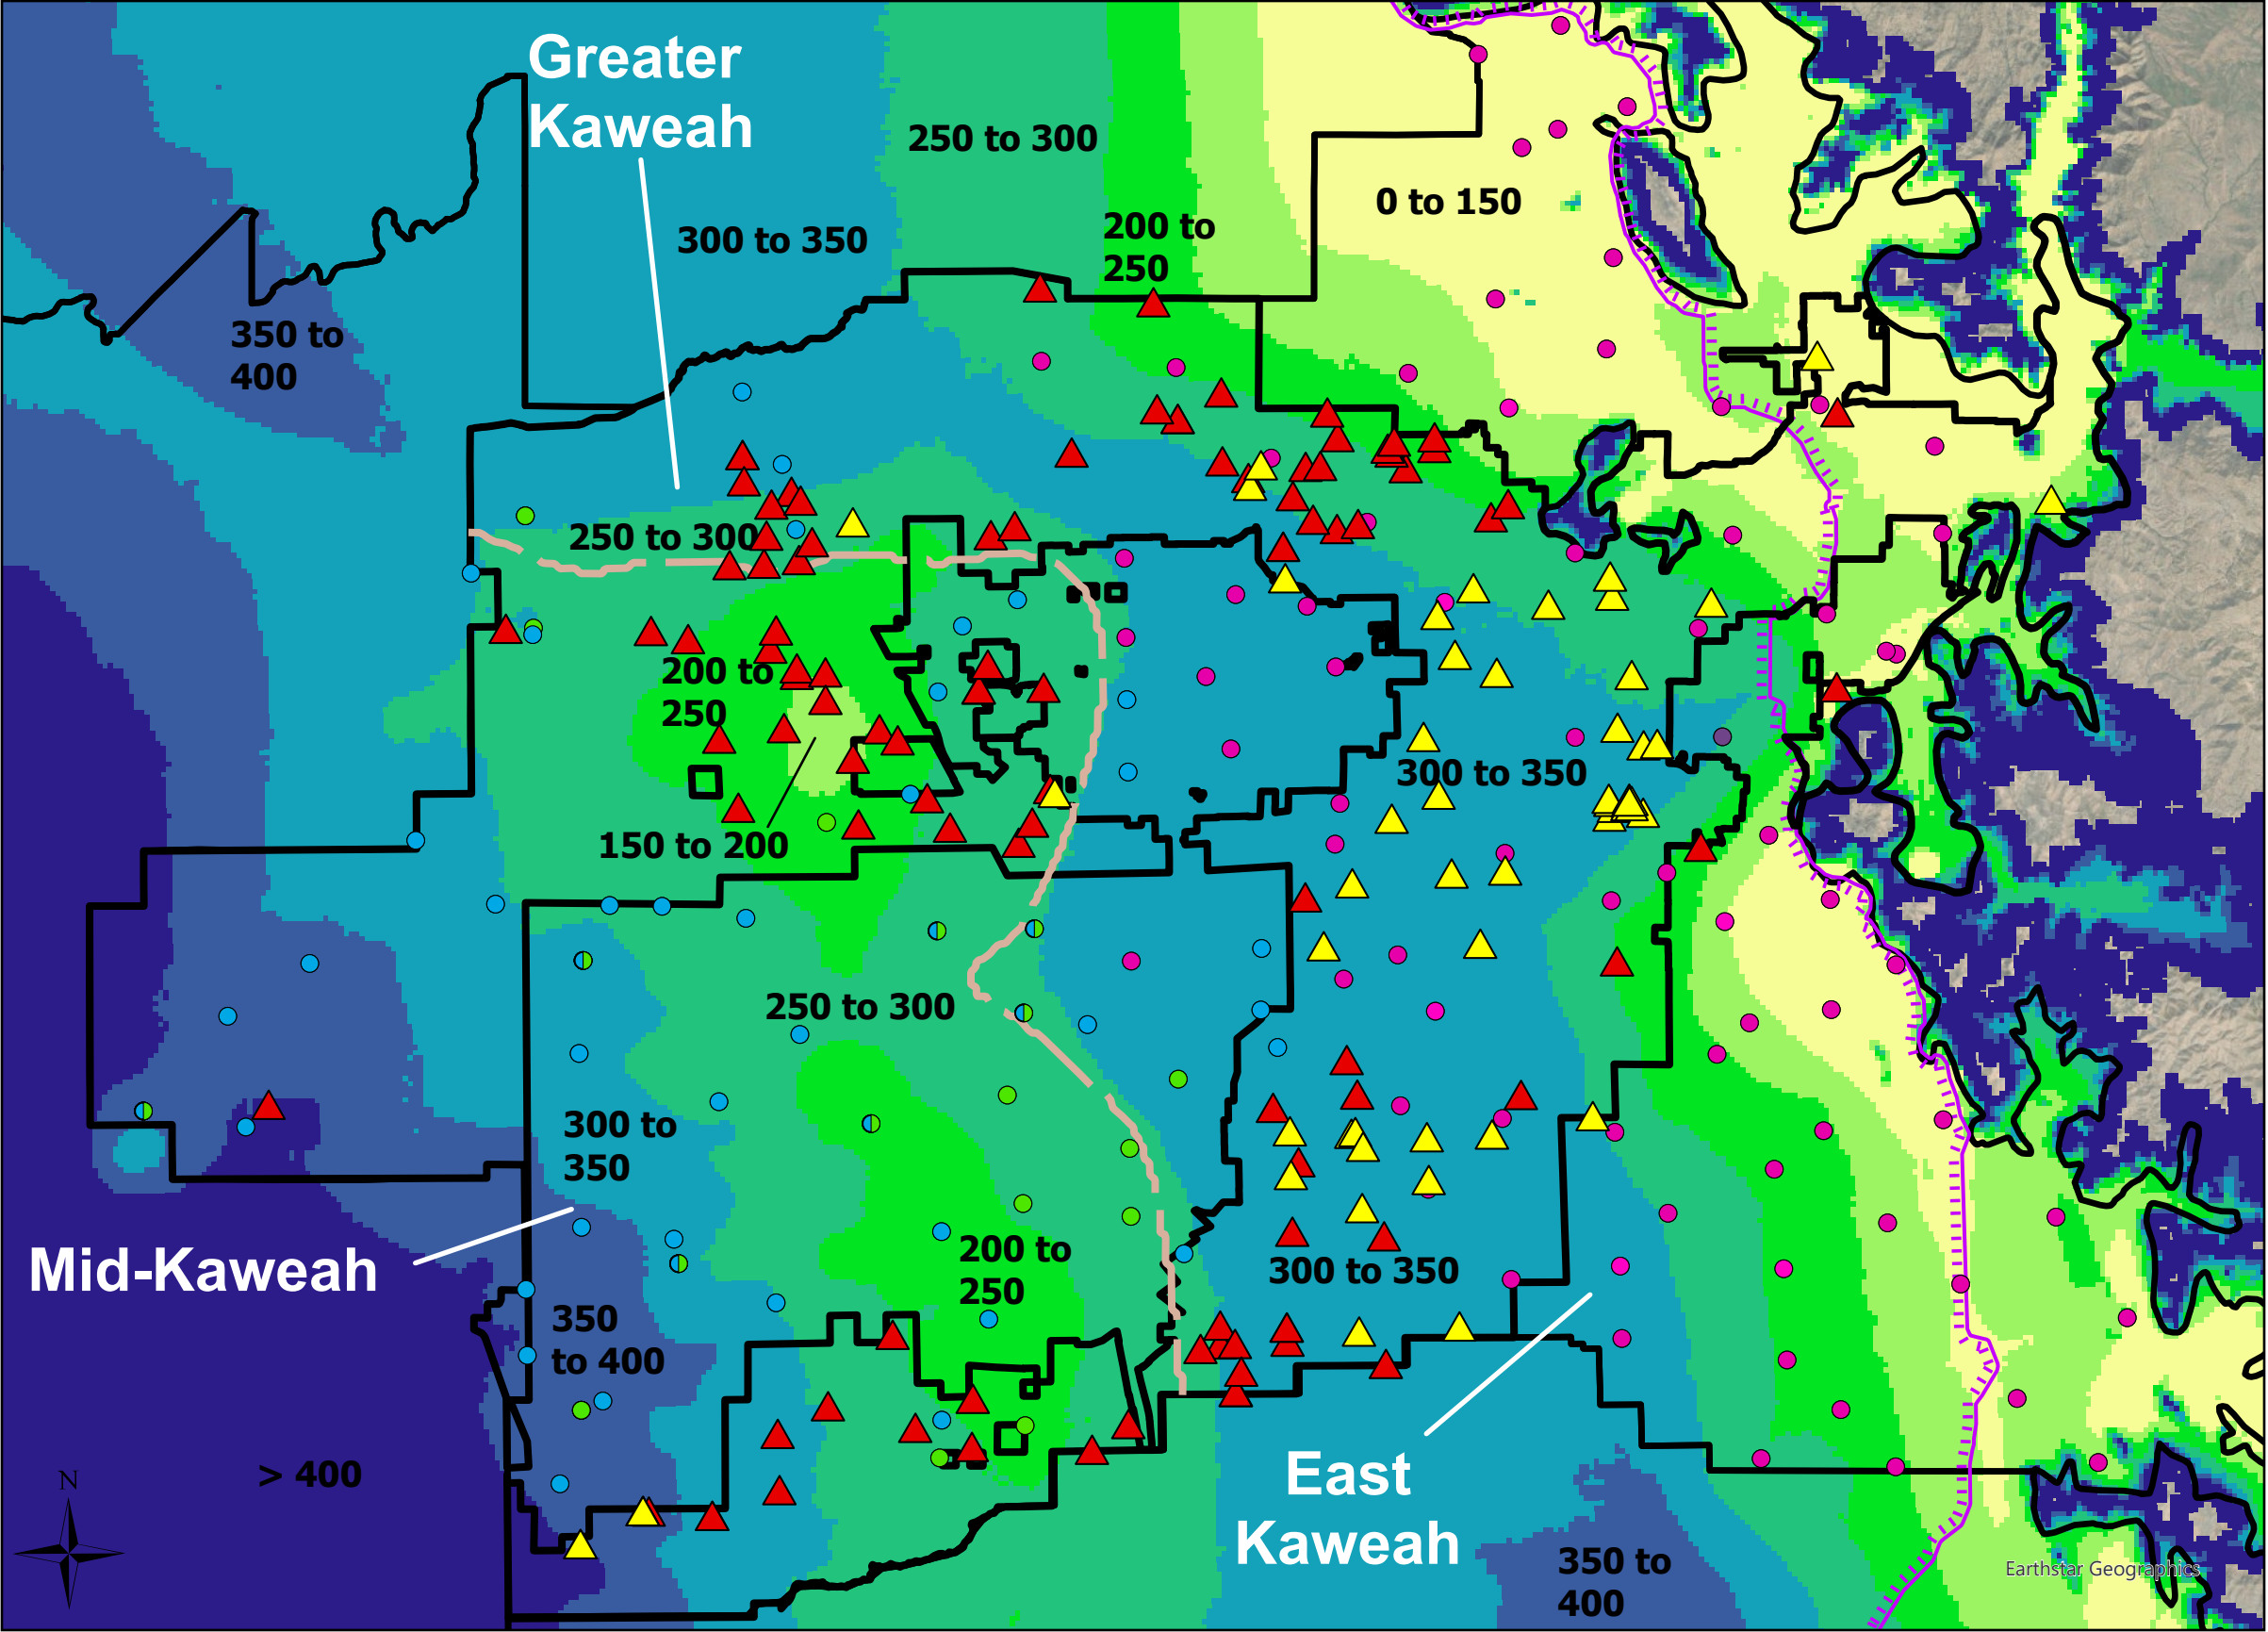 Greater
Kaweah
250 to 300
0 to 150
200 to
250
300 to 350
350 to
400
250 to 300
200 to
250
300 to 350
150 to 200
250 to 300
300 to
350
Mid-Kaweah
200 to
250
300 to 350
350
to 400
> 400
N
East
Kaweah
350 to
400
Earthstar Geographics